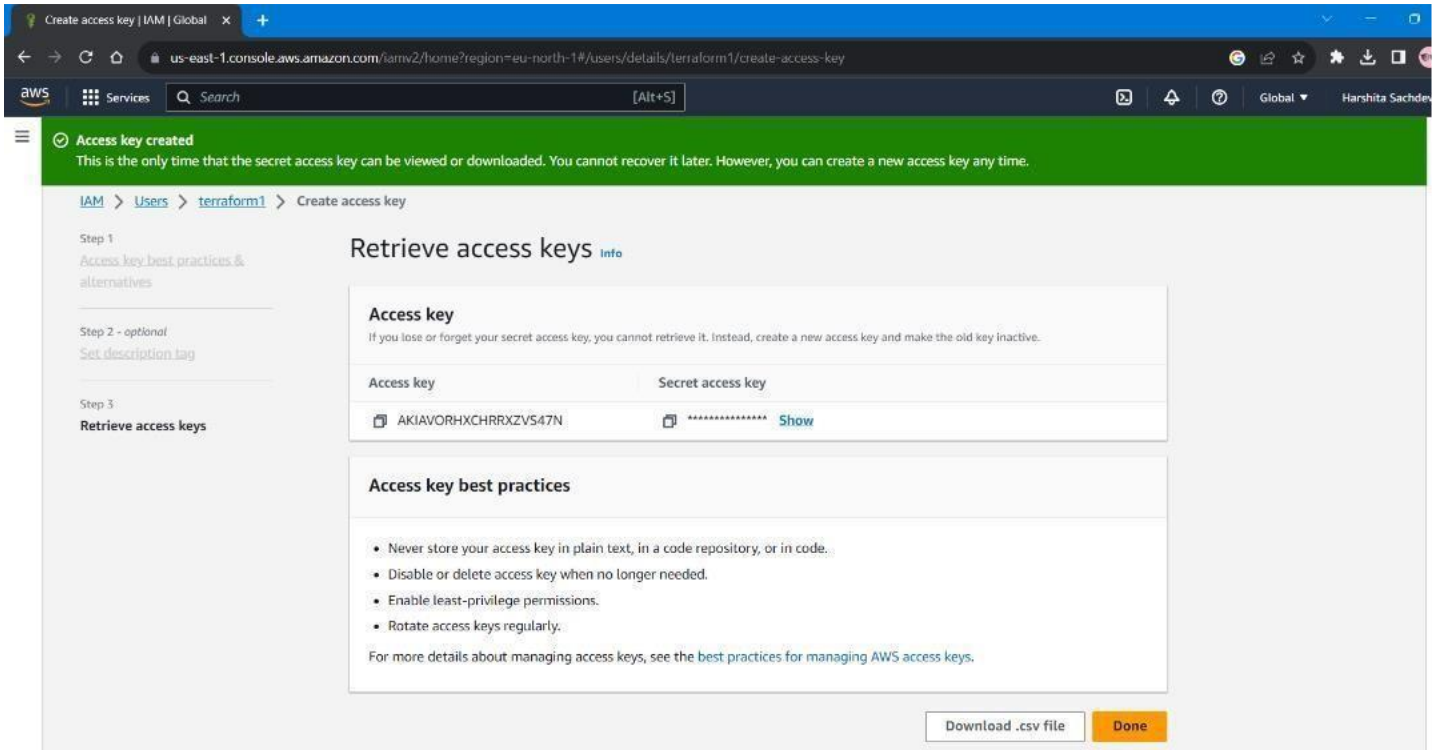 Create access key | IAM | Global
us-east-1.console.aws.amazon.com/iamv2/home?region=eu-north-1#/users/details/terraform1/create-access-key
aws Services Search [Alt+S] Global Harshita Sachdev
Access key created
This is the only time that the secret access key can be viewed or downloaded. You cannot recover it later. However, you can create a new access key any time.
IAM > Users > terraform1 > Create access key
Step 1
Access key best practices &
alternatives
Step 2 - optional
Set description tag
Step 3
Retrieve access keys
Retrieve access keys Info
Access key
If you lose or forget your secret access key, you cannot retrieve it. Instead, create a new access key and make the old key inactive.
Access key Secret access key
AKIAVORHXCHRRXZVS47N *************** Show
Access key best practices
• Never store your access key in plain text, in a code repository, or in code.
• Disable or delete access key when no longer needed.
• Enable least-privilege permissions.
• Rotate access keys regularly.
For more details about managing access keys, see the best practices for managing AWS access keys.
Download .csv file Done